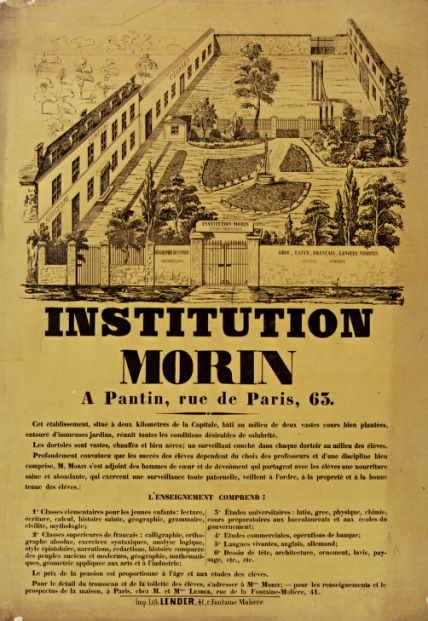 CLASSES
INSTITUTION MORIN
GREC, LATIN, FRANÇAIS, LANGUES VIVANTES
INSTITUTION
MORIN
A Pantin, rue de Paris, 63.
Cet établissement, situé à deux kilomètres de la Capitale, bâti au milieu de deux vastes cours bien plantées,
entouré d'immenses jardins, réunit toutes les conditions désirables de salubrité.
Les dortoirs sont vastes, chauffés et bien aérés; un surveillant couche dans chaque dortoir au milieu des élèves.
Profondément convaincu que les succès des élèves dépendent du choix des professeurs et d'une discipline bien
comprise, M. MORIN s'est adjoint des hommes de cœur et de dévoûment qui partagent avec les élèves une nourriture
saine et abondante, qui exercent une surveillance toute paternelle, veillent à l'ordre, à la propreté et à la bonne
tenue des élèves.
L'ENSEIGNEMENT COMPREND :
1° Classes élémentaires pour les jeunes enfants: lecture,
écriture, calcul, histoire sainte, géographie, grammaire,
civilité, mythologie;
2° Classes supérieures de français : calligraphie, ortho-
graphe absolue, exercices syntaxiques, analyse logique,
style épistolaire, narrations, rédactions, histoire comparée
des peuples anciens et modernes, géographie, mathémati-
ques, géométrie appliquée aux arts et à l'industrie;
3° Études universitaires : latin, grec, physique, chimie,
cours préparatoires aux baccalauréats et aux écoles du
gouvernement;
4° Études commerciales, opérations de banque;
5° Langues vivantes, anglais, allemand;
6° Dessin de tête, architecture, ornement, lavis, pay-
sage, etc., etc.
Le prix de la pension est proportionné à l'âge et aux études des élèves.
Pour le détail du trousseau et de la toilette des élèves, s'adresser à Mme MORIN; — pour les renseignements et le
prospectus de la maison, à Paris, chez M. et Mme LENDER, rue de la Fontaine-Molière, 41.
Imp. Lith. LENDER, 41, r. Fontaine Molière